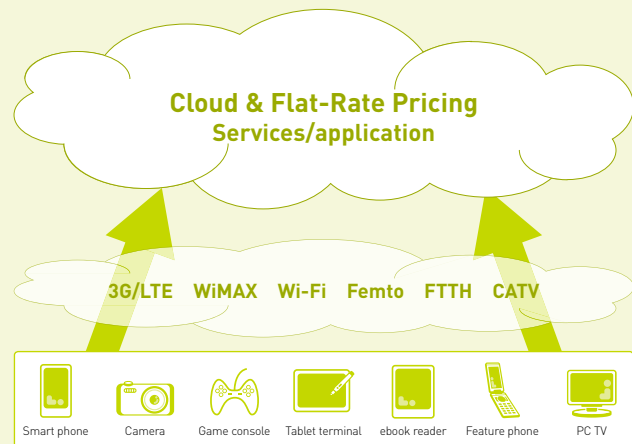 Cloud & Flat-Rate Pricing
Services/application
3G/LTE WiMAX Wi-Fi Femto FTTH CATV
Smart phone Camera Game console Tablet terminal ebook reader Feature phone PC TV